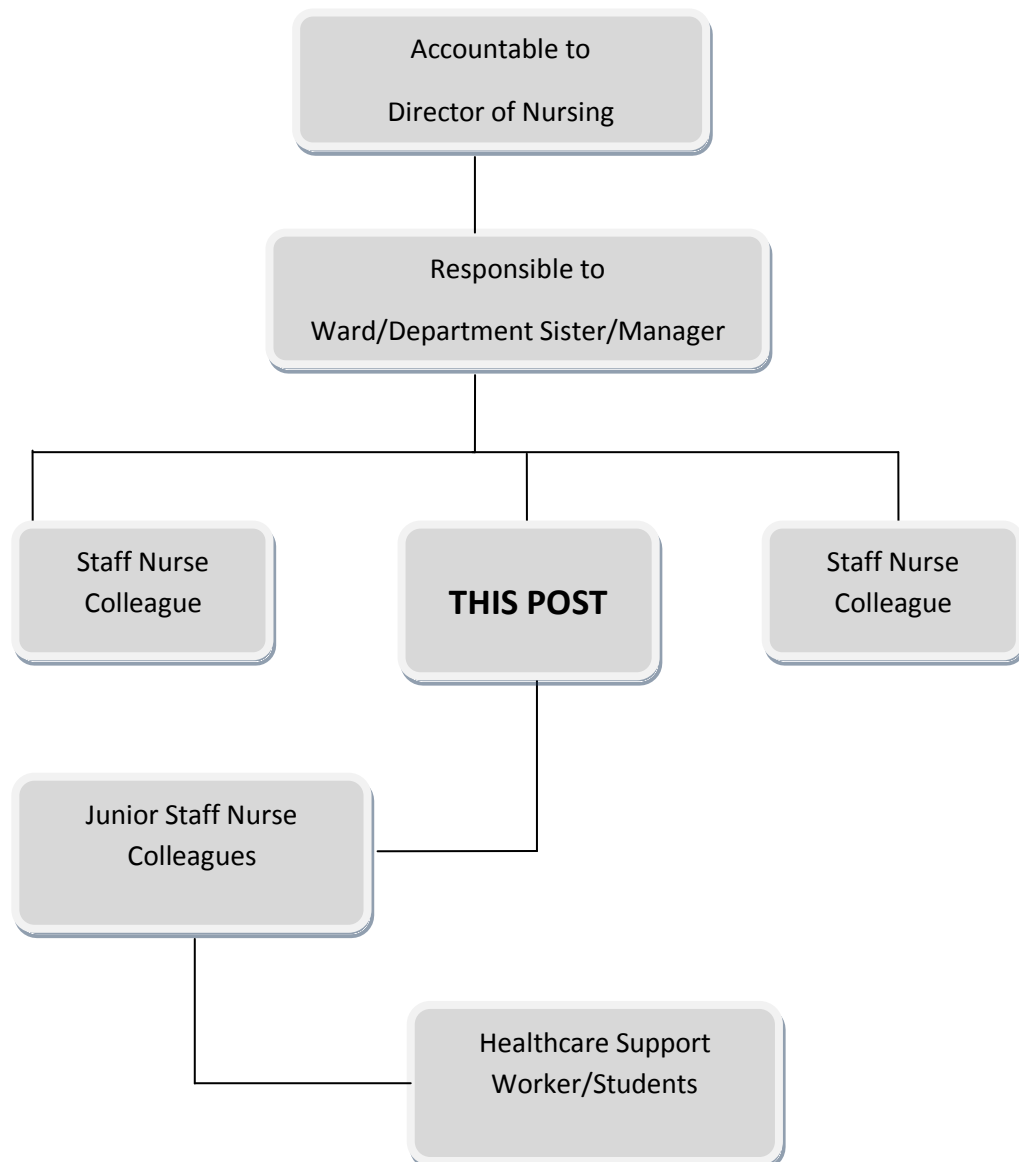 Accountable to
Director of Nursing
Responsible to
Ward/Department Sister/Manager
Staff Nurse
Colleague
THIS POST
Staff Nurse
Colleague
Junior Staff Nurse
Colleagues
Healthcare Support
Worker/Students